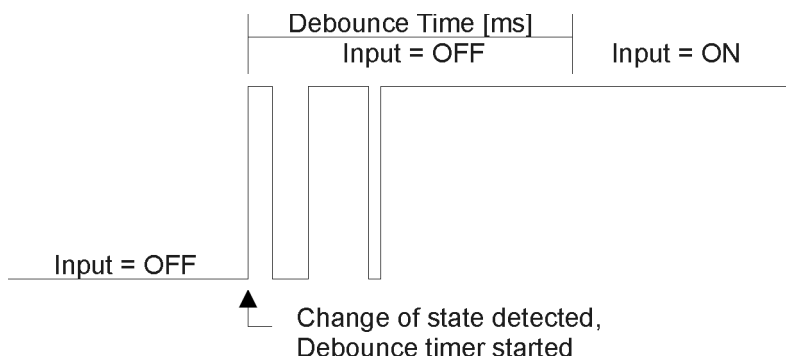 Debounce Time [ms]
Input = OFF
Input = ON
Input = OFF
Change of state detected,
Debounce timer started